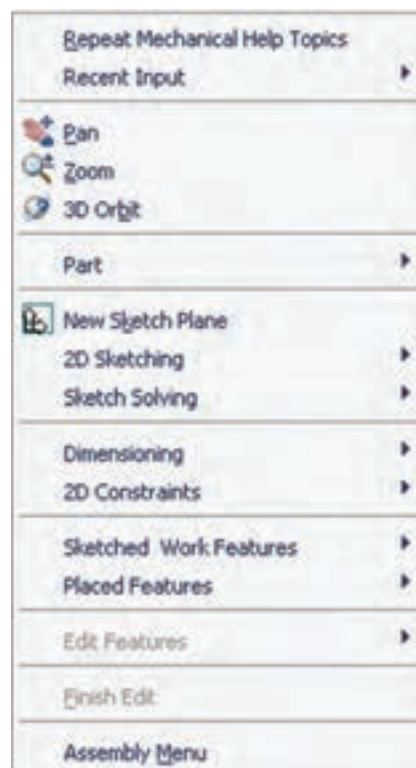 Repeat Mechanical Help Topics
Recent Input
Pan
Zoom
3D Orbit
Part
New Sketch Plane
2D Sketching
Sketch Solving
Dimensioning
2D Constraints
Sketched Work Features
Placed Features
Edit Features
Finish Edit
Assembly Menu